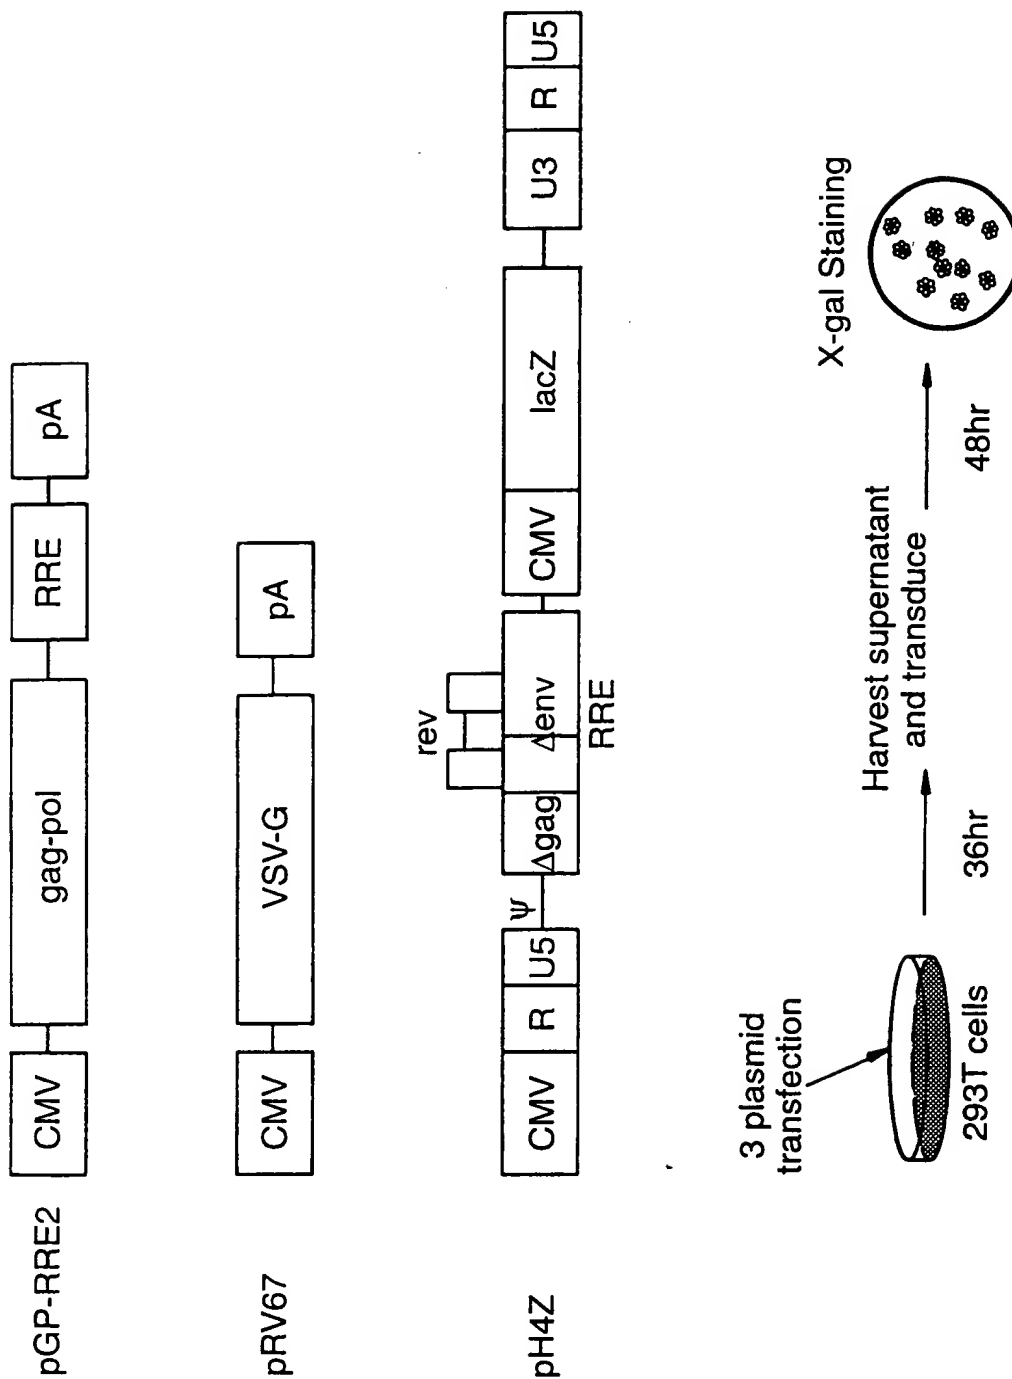 pGP-RRE2
CMV
gag-pol
RRE
pA
pRV67
CMV
VSV-G
pA
pH4Z
CMV
R
U5
Ψ
Δgag
rev
Δenv
RRE
CMV
lacZ
U3
R
U5
3 plasmid
transfection
293T cells
36hr
Harvest supernatant
and transduce
48hr
X-gal Staining